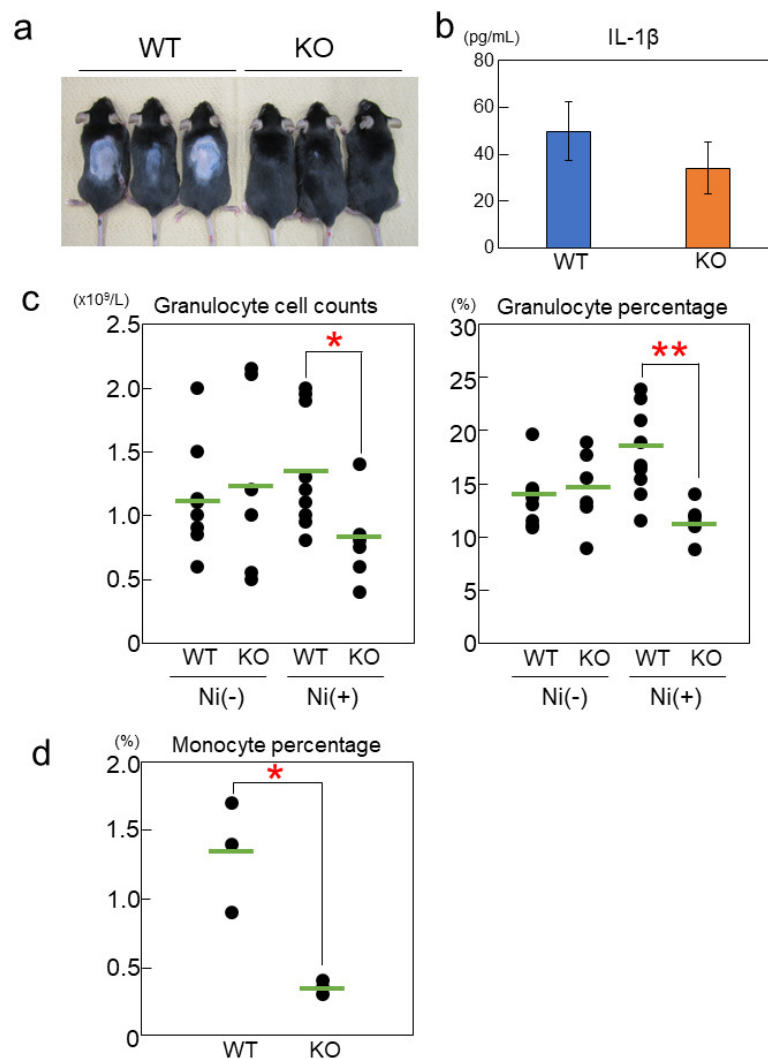 a
WT KO
b
(pg/mL) IL-1β
80
60
40
20
0
WT KO
c
(x10⁹/L) Granulocyte cell counts
2.5
2.0
1.5
1.0
0.5
0
*
WT KO WT KO
Ni(-) Ni(+)
(%) Granulocyte percentage
30
25
20
15
10
5
0
**
WT KO WT KO
Ni(-) Ni(+)
d
(%) Monocyte percentage
2.0
1.5
1.0
0.5
0
*
WT KO